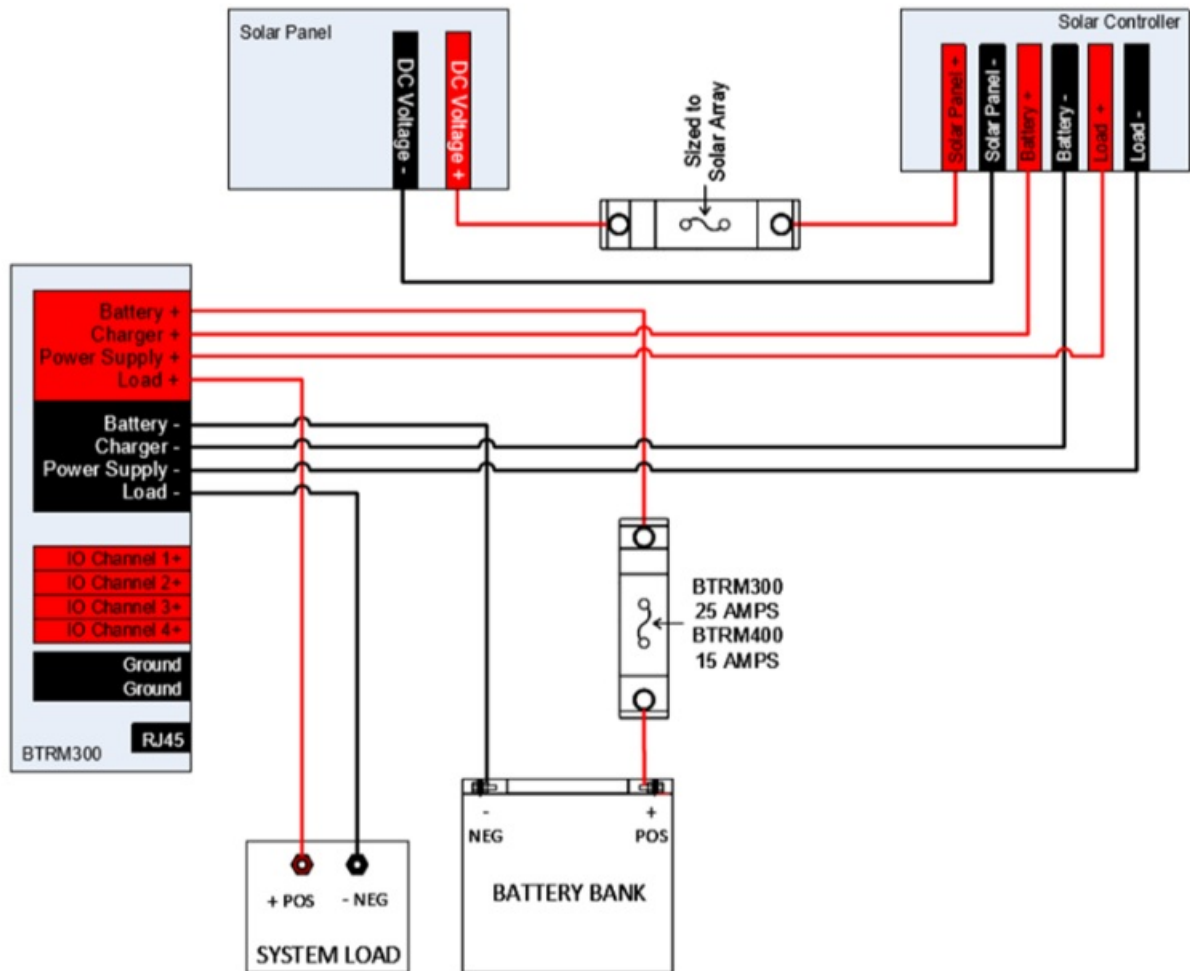 Solar Panel
DC Voltage -
DC Voltage +
Sized to
Solar Array
Solar Controller
Solar Panel +
Solar Panel -
Battery +
Battery -
Load +
Load -
Battery +
Charger +
Power Supply +
Load +
Battery -
Charger -
Power Supply -
Load -
IO Channel 1+
IO Channel 2+
IO Channel 3+
IO Channel 4+
Ground
Ground
RJ45
BTRM300
BTRM300
25 AMPS
BTRM400
15 AMPS
-
NEG
+
POS
BATTERY BANK
+ POS
- NEG
SYSTEM LOAD